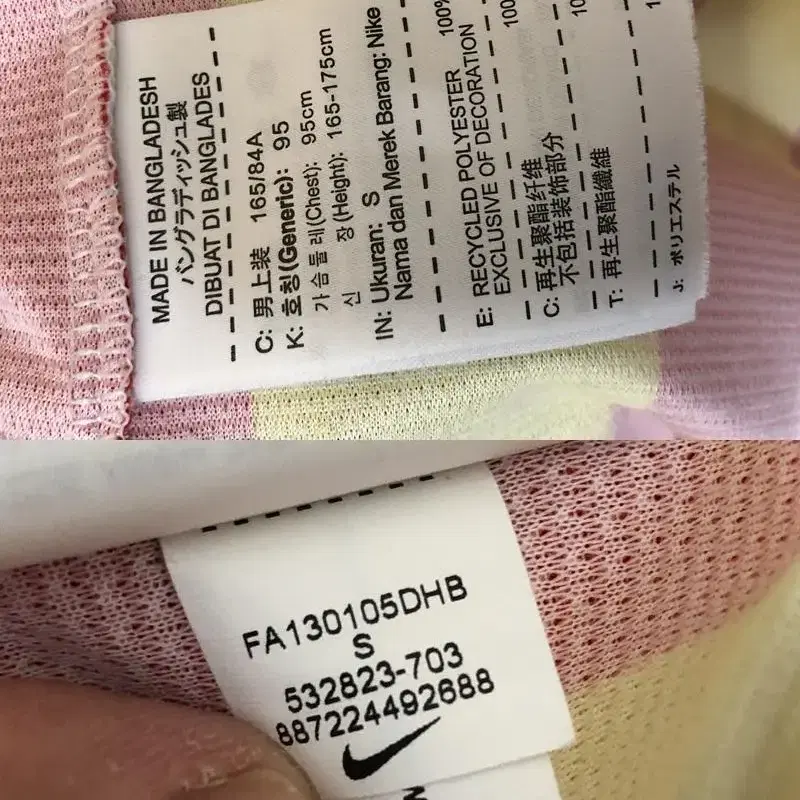 MADE IN BANGLADESH
バングラディッシュ製
DIBUAT DI BANGLADES
C: 男上装 165/84A
K: 호칭(Generic): 95
가슴둘레(Chest): 95cm
신 장(Height): 165-175cm
IN: Ukuran: S
Nama dan Merek Barang: Nike
100%
E: RECYCLED POLYESTER
EXCLUSIVE OF DECORATION
C: 再生聚酯纤维
不包括装饰部分
T: 再生聚酯纖維
J: ポリエステル
FA130105DHB
S
532823-703
887224492688